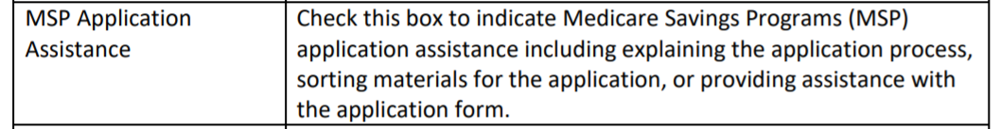 MSP Application
Assistance
Check this box to indicate Medicare Savings Programs (MSP)
application assistance including explaining the application process,
sorting materials for the application, or providing assistance with
the application form.